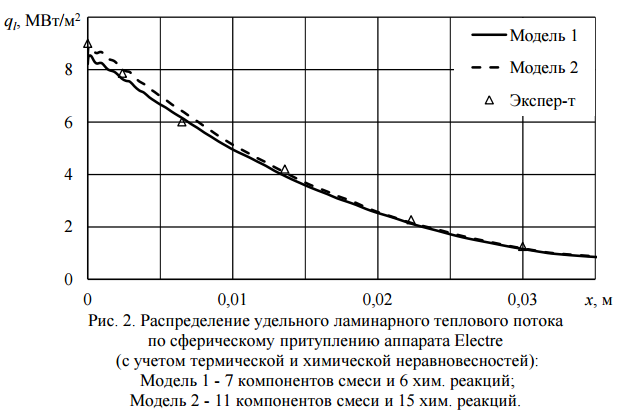 qₗ, МВт/м²
Модель 1
Модель 2
Экспер-т
8
6
4
2
0
0 0,01 0,02 0,03 x, м
Рис. 2. Распределение удельного ламинарного теплового потока
по сферическому притуплению аппарата Electre
(с учетом термической и химической неравновесностей):
Модель 1 - 7 компонентов смеси и 6 хим. реакций;
Модель 2 - 11 компонентов смеси и 15 хим. реакций.